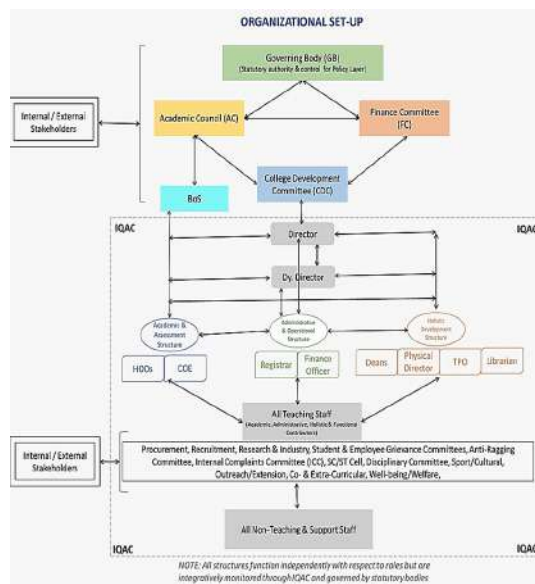 ORGANIZATIONAL SET-UP
Governing Body (GB)
(Statutory authority & control for Policy Layer)
Internal / External
Stakeholders
Academic Council (AC)
Finance Committee
(FC)
College Development
Committee (CDC)
BoS
IQAC
IQAC
Director
Dy. Director
Academic &
Assessment
Structure
Administrative
& Operational
Structure
Holistic
Development
Structure
HODs
COE
Registrar
Finance
Officer
Deans
Physical
Director
TPO
Librarian
All Teaching Staff
(Academic, Administrative, Holistic & Functional
Contributors)
Internal / External
Stakeholders
Procurement, Recruitment, Research & Industry, Student & Employee Grievance Committees, Anti-Ragging
Committee, Internal Complaints Committee (ICC), SC/ST Cell, Disciplinary Committee, Sport/Cultural,
Outreach/Extension, Co- & Extra-Curricular, Well-being/Welfare,
All Non-Teaching & Support Staff
IQAC
IQAC
NOTE: All structures function independently with respect to roles but are
integratively monitored through IQAC and governed by statutory bodies